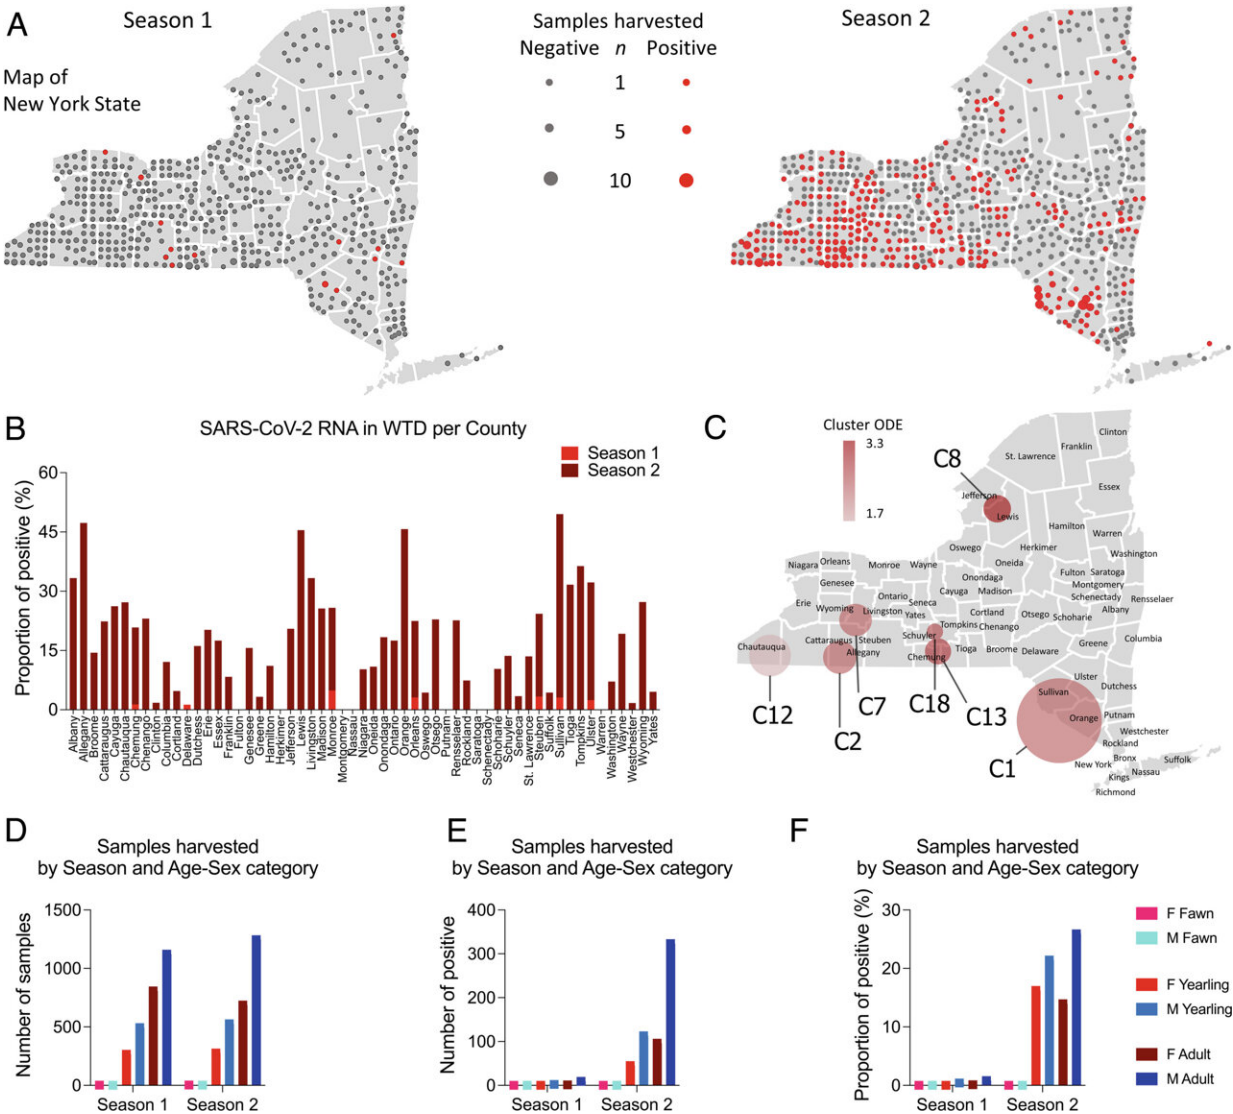 A
Season 1
Map of
New York State
Samples harvested
Negative n Positive
1
5
10
Season 2
B
SARS-CoV-2 RNA in WTD per County
Season 1
Season 2
Proportion of positive (%)
60
45
30
15
0
Albany
Allegany
Broome
Cattaraugus
Cayuga
Chautauqua
Chemung
Chenango
Clinton
Columbia
Cortland
Delaware
Dutchess
Erie
Essex
Franklin
Fulton
Genesee
Greene
Hamilton
Herkimer
Jefferson
Lewis
Livingston
Madison
Monroe
Montgomery
Nassau
Niagara
Oneida
Onondaga
Ontario
Orange
Orleans
Oswego
Otsego
Putnam
Rensselaer
Rockland
Saratoga
Schenectady
Schoharie
Schuyler
Seneca
St. Lawrence
Steuben
Suffolk
Sullivan
Tioga
Tompkins
Ulster
Warren
Washington
Wayne
Westchester
Wyoming
Yates
C
Cluster ODE
3.3
1.7
C8
C12
C2
C7
C18
C13
C1
Clinton
Franklin
St. Lawrence
Essex
Jefferson
Lewis
Hamilton
Warren
Washington
Oswego
Herkimer
Oneida
Niagara
Orleans
Monroe
Wayne
Genesee
Onondaga
Madison
Fulton
Saratoga
Montgomery
Schenectady
Rensselaer
Albany
Erie
Wyoming
Livingston
Ontario
Seneca
Yates
Cayuga
Cortland
Chenango
Otsego
Schoharie
Tompkins
Schuyler
Chautauqua
Cattaraugus
Allegany
Steuben
Chemung
Tioga
Broome
Delaware
Greene
Columbia
Ulster
Dutchess
Sullivan
Orange
Putnam
Westchester
Rockland
Bronx
New York
Nassau
Suffolk
Kings
Richmond
D
Samples harvested
by Season and Age-Sex category
Number of samples
1500
1000
500
0
Season 1 Season 2
E
Samples harvested
by Season and Age-Sex category
Number of positive
400
300
200
100
0
Season 1 Season 2
F
Samples harvested
by Season and Age-Sex category
Proportion of positive (%)
30
20
10
0
Season 1 Season 2
F Fawn
M Fawn
F Yearling
M Yearling
F Adult
M Adult